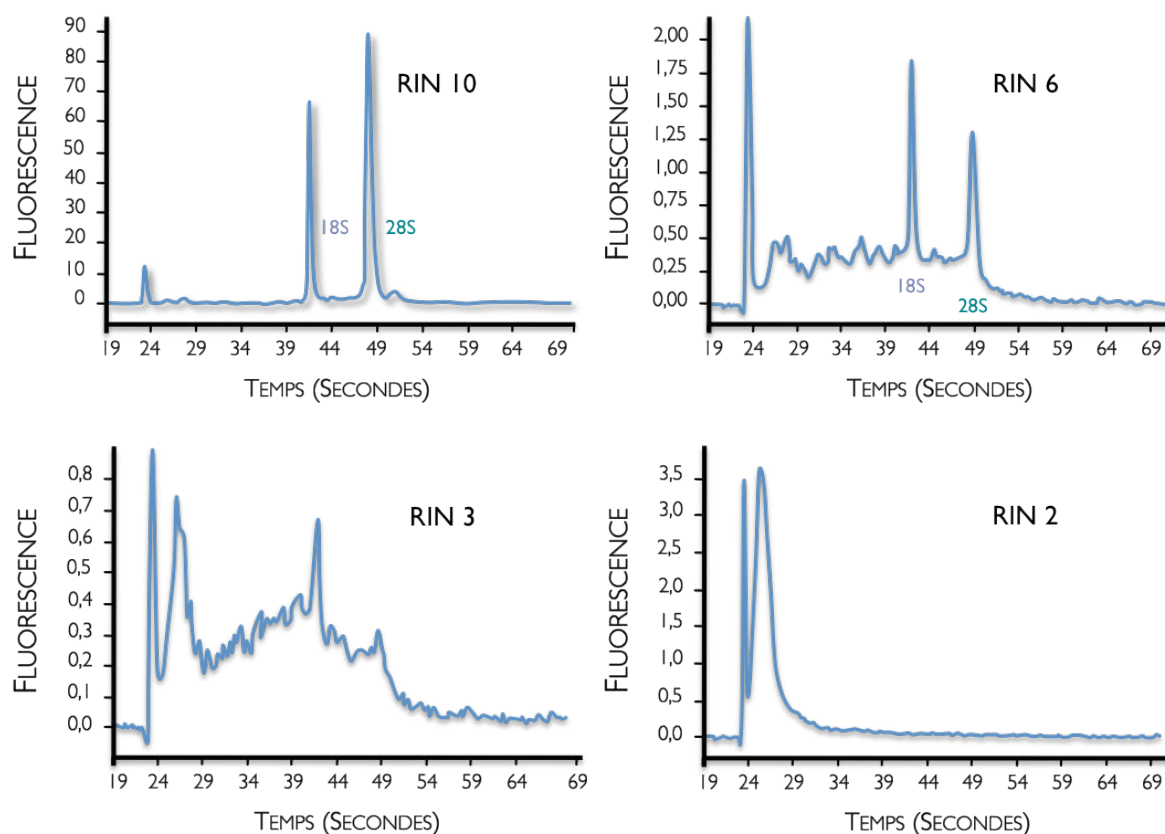 FLUORESCENCE
90
80
70
60
50
40
30
20
10
0
RIN 10
18S
28S
19 24 29 34 39 44 49 54 64 64 69
TEMPS (SECONDES)
FLUORESCENCE
2,00
1,75
1,50
1,25
1,00
0,75
0,50
0,25
0,00
RIN 6
18S
28S
19 24 29 34 39 44 49 54 64 64 69
TEMPS (SECONDES)
FLUORESCENCE
0,8
0,7
0,6
0,5
0,4
0,3
0,2
0,1
0,0
RIN 3
19 24 29 34 39 44 49 54 64 64 69
TEMPS (SECONDES)
FLUORESCENCE
3,5
3,0
2,5
2,0
3,5
1,0
0,5
0,0
RIN 2
19 24 29 34 39 44 49 54 64 64 69
TEMPS (SECONDES)